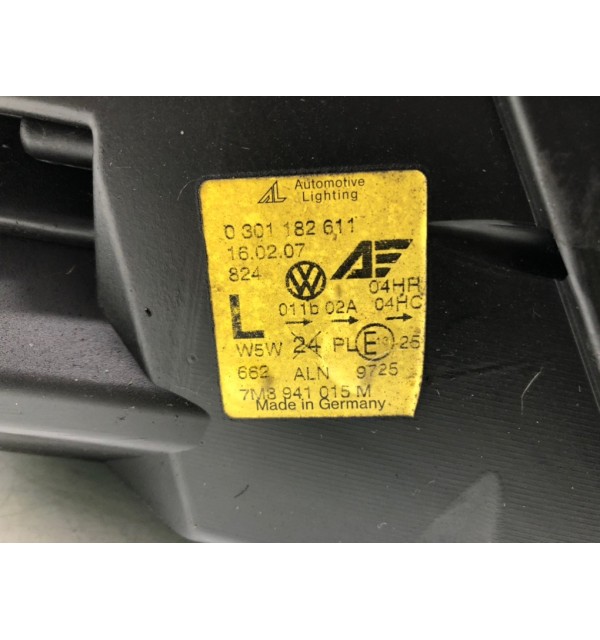 AL Automotive
Lighting
0 301 182 611
16.02.07
824
04HR
011b 02A 04HC
L
W5W 24 PL E
662 ALN 9725
7M3 941 015 M
Made in Germany